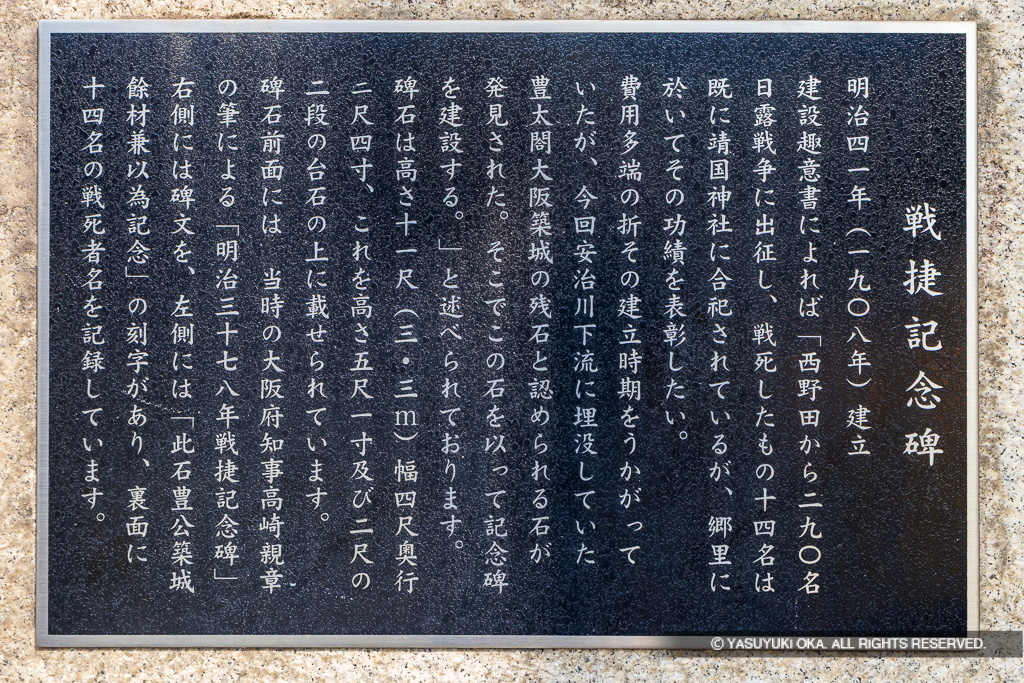 戦捷記念碑
明治四一年（一九〇八年）建立
建設趣意書によれば「西野田から二九〇名
日露戦争に出征し、戦死したもの十四名は
既に靖国神社に合祀されているが、郷里に
於いてその功績を表彰したい。
費用多端の折その建立時期をうかがって
いたが、今回安治川下流に埋没していた
豊太閤大阪築城の残石と認められる石が
発見された。そこでこの石を以って記念碑
を建設する。」と述べられております。
碑石は高さ十一尺（三・三m）幅四尺奥行
二尺四寸、これを高さ五尺一寸及び二尺の
二段の台石の上に載せられています。
碑石前面には　当時の大阪府知事高崎親章
の筆による「明治三十七八年戦捷記念碑」
右側には碑文を、左側には「此石豊公築城
餘材兼以為記念」の刻字があり、裏面に
十四名の戦死者名を記録しています。
© YASUYUKI OKA. ALL RIGHTS RESERVED.